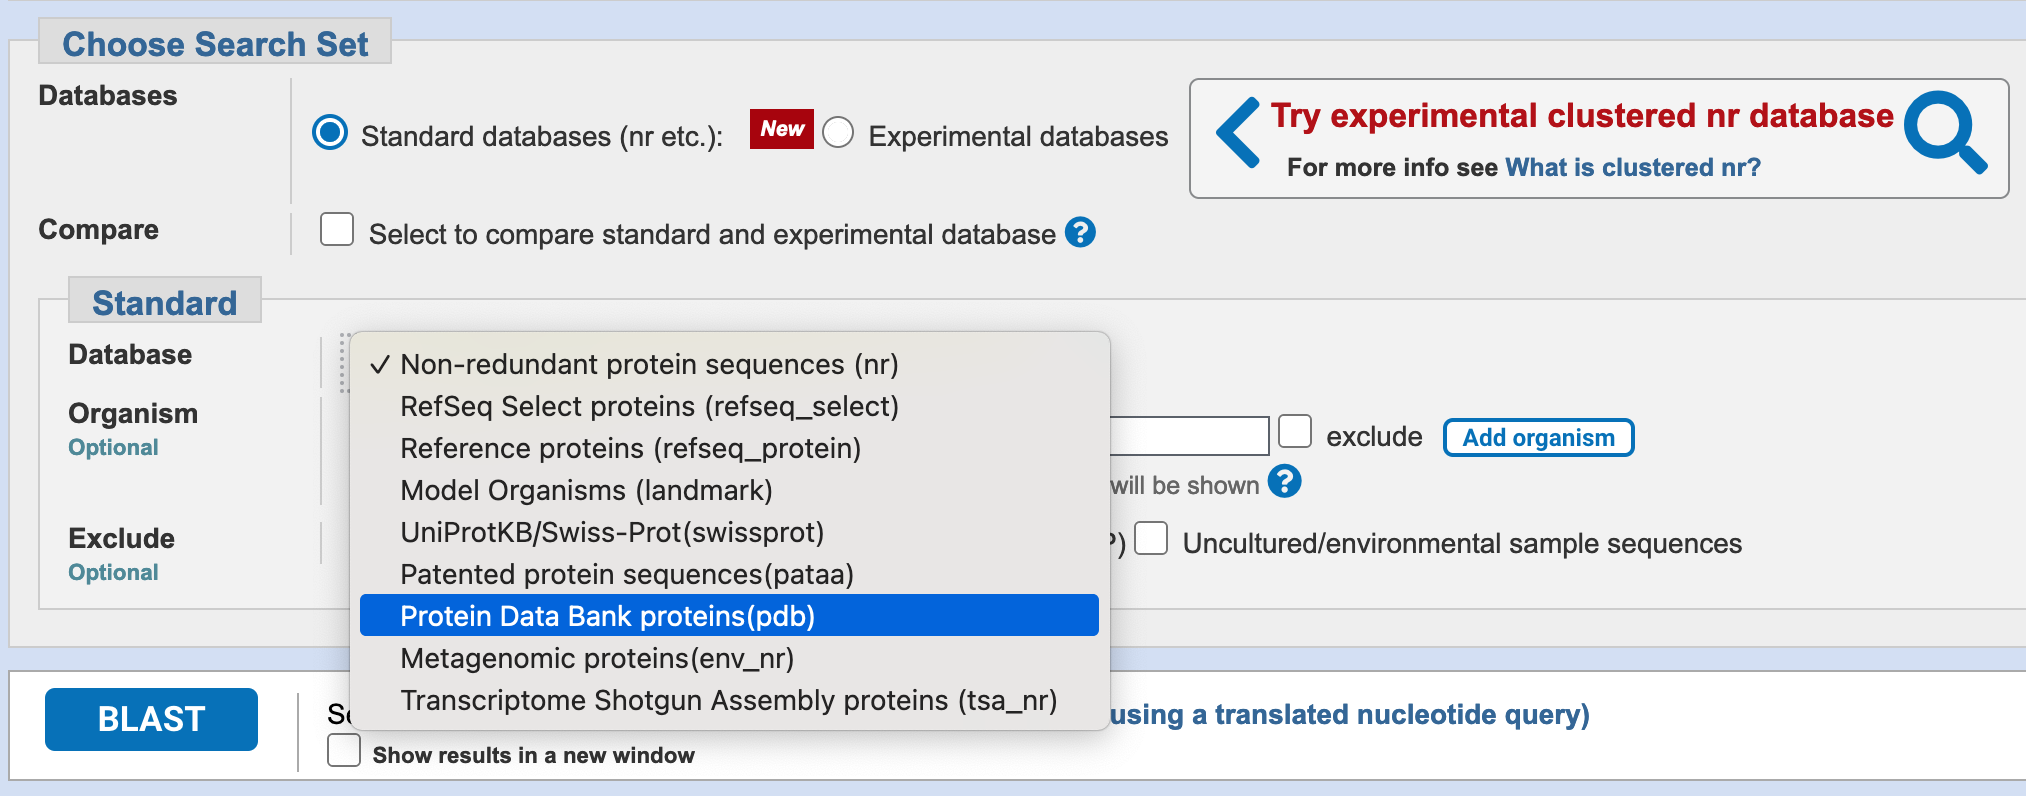 Choose Search Set
Databases
Standard databases (nr etc.): New Experimental databases
Try experimental clustered nr database
For more info see What is clustered nr?
Compare
Select to compare standard and experimental database ?
Standard
Database
✓ Non-redundant protein sequences (nr)
RefSeq Select proteins (refseq_select)
Reference proteins (refseq_protein)
Model Organisms (landmark)
UniProtKB/Swiss-Prot(swissprot)
Patented protein sequences(pataa)
Protein Data Bank proteins(pdb)
Metagenomic proteins(env_nr)
Transcriptome Shotgun Assembly proteins (tsa_nr)
Organism
Optional
exclude Add organism
will be shown ?
Exclude
Optional
) Uncultured/environmental sample sequences
BLAST
using a translated nucleotide query)
Show results in a new window